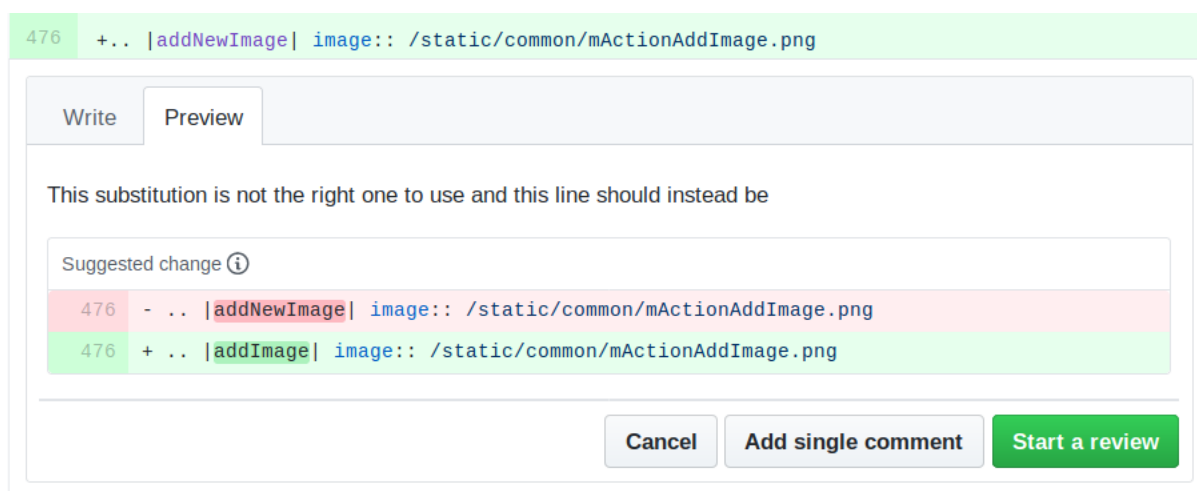 476 +.. |addNewImage| image:: /static/common/mActionAddImage.png
Write Preview
This substitution is not the right one to use and this line should instead be
Suggested change
476 - .. |addNewImage| image:: /static/common/mActionAddImage.png
476 + .. |addImage| image:: /static/common/mActionAddImage.png
Cancel Add single comment Start a review